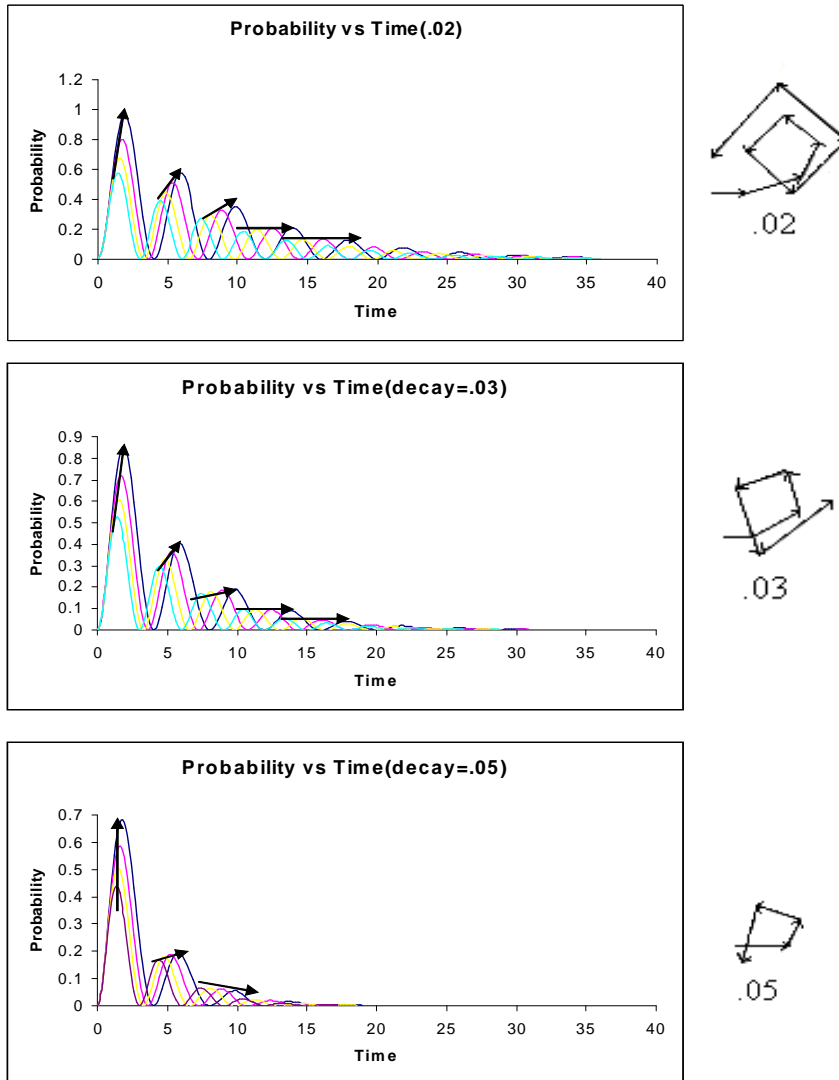 Probability vs Time(.02)
1.2
1
0.8
0.6
0.4
0.2
0
Probability
0 5 10 15 20 25 30 35 40
Time
.02
Probability vs Time(decay=.03)
0.9
0.8
0.7
0.6
0.5
0.4
0.3
0.2
0.1
0
Probability
0 5 10 15 20 25 30 35 40
Time
.03
Probability vs Time(decay=.05)
0.7
0.6
0.5
0.4
0.3
0.2
0.1
0
Probability
0 5 10 15 20 25 30 35 40
Time
.05